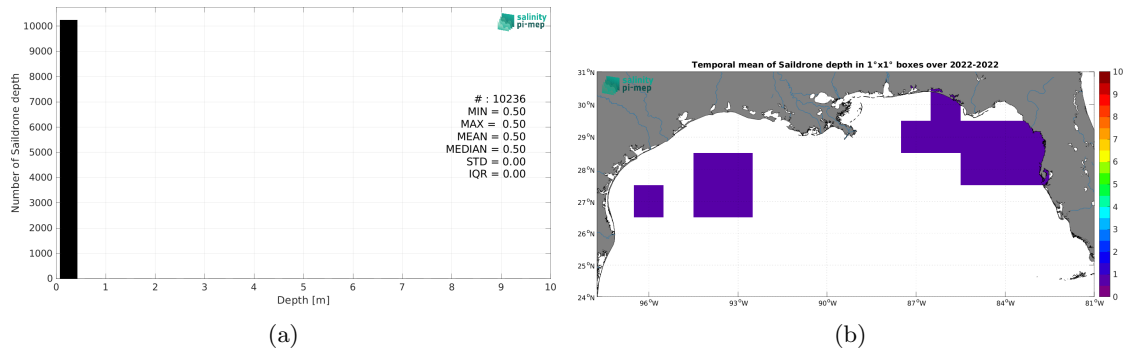 10000
9000
8000
7000
6000
5000
4000
3000
2000
1000
0
Number of Saildrone depth
salinity
pi-mep
# : 10236
MIN = 0.50
MAX = 0.50
MEAN = 0.50
MEDIAN = 0.50
STD = 0.00
IQR = 0.00
0 1 2 3 4 5 6 7 8 9 10
Depth [m]
(a)
Temporal mean of Saildrone depth in 1°x1° boxes over 2022-2022
salinity
pi-mep
31°N
30°N
29°N
28°N
27°N
26°N
25°N
24°N
96°W 93°W 90°W 87°W 84°W 81°W
10
9
8
7
6
5
4
3
2
1
0
(b)